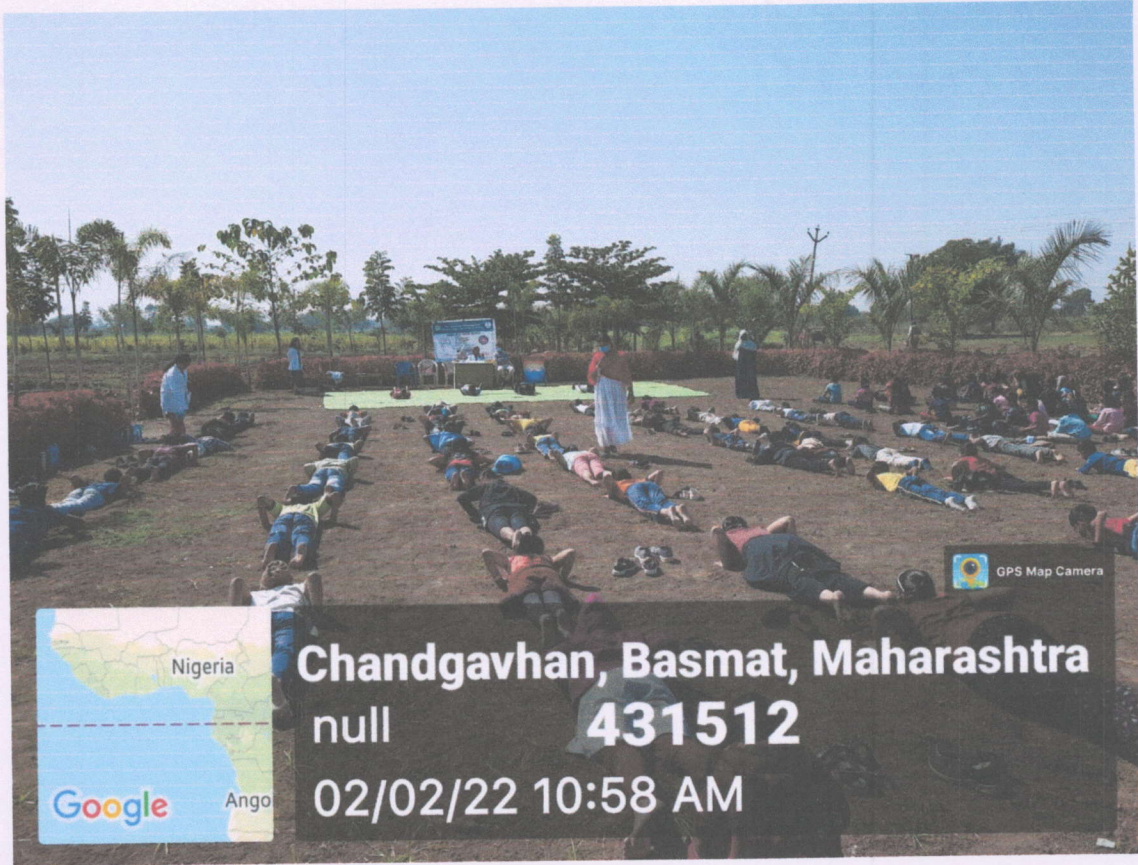 GPS Map Camera
Nigeria
Ango
Google
Chandgavhan, Basmat, Maharashtra
null 431512
02/02/22 10:58 AM